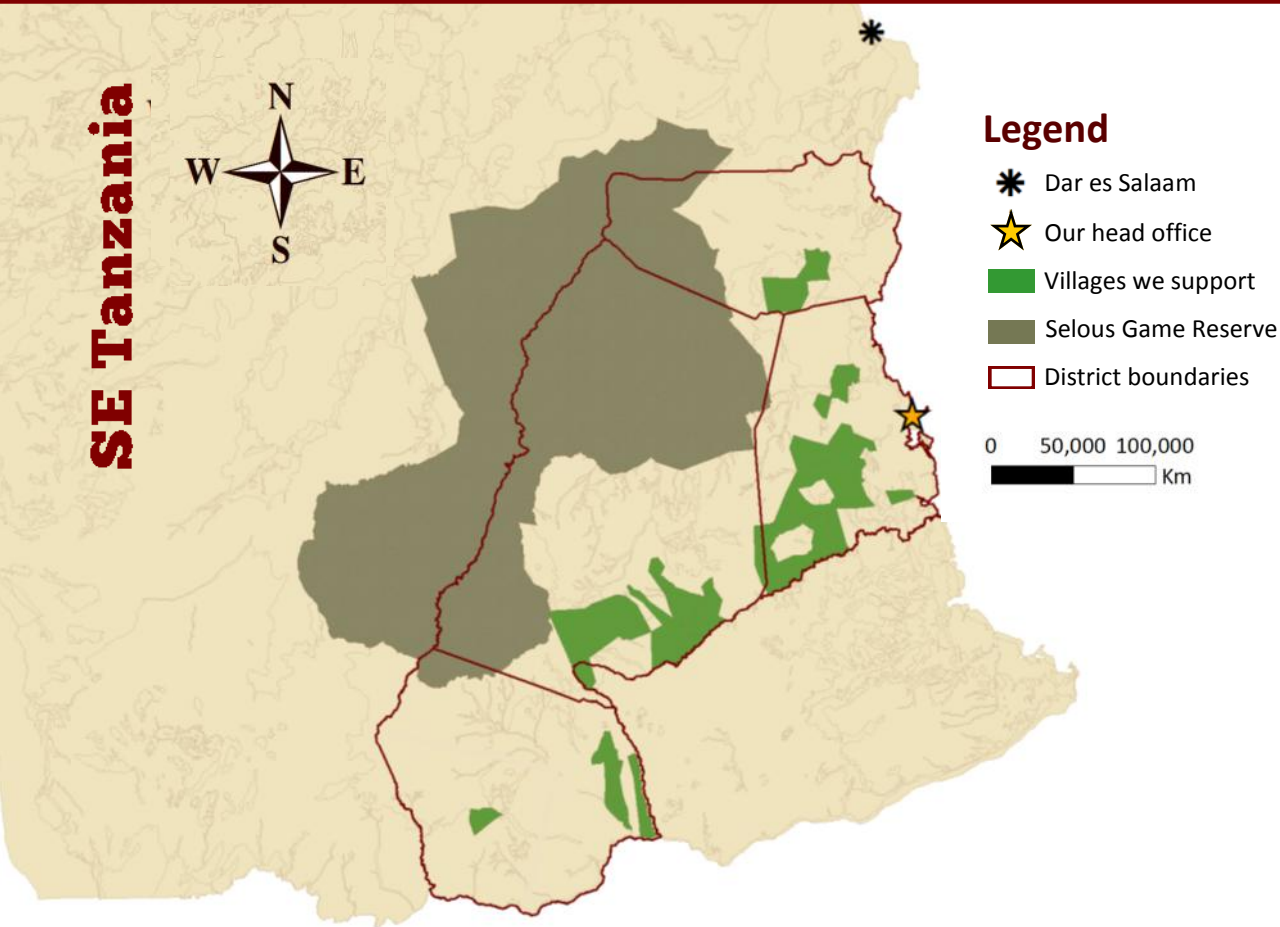 SE Tanzania
N
W E
S
Legend
Dar es Salaam
Our head office
Villages we support
Selous Game Reserve
District boundaries
0 50,000 100,000
Km